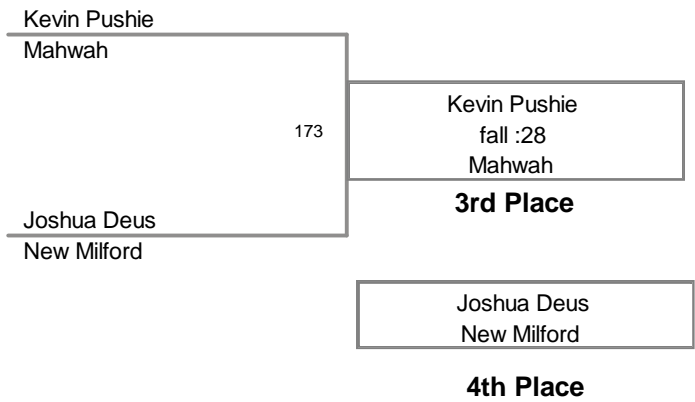 Kevin Pushie
Mahwah
173
Kevin Pushie
fall :28
Mahwah
3rd Place
Joshua Deus
New Milford
Joshua Deus
New Milford
4th Place